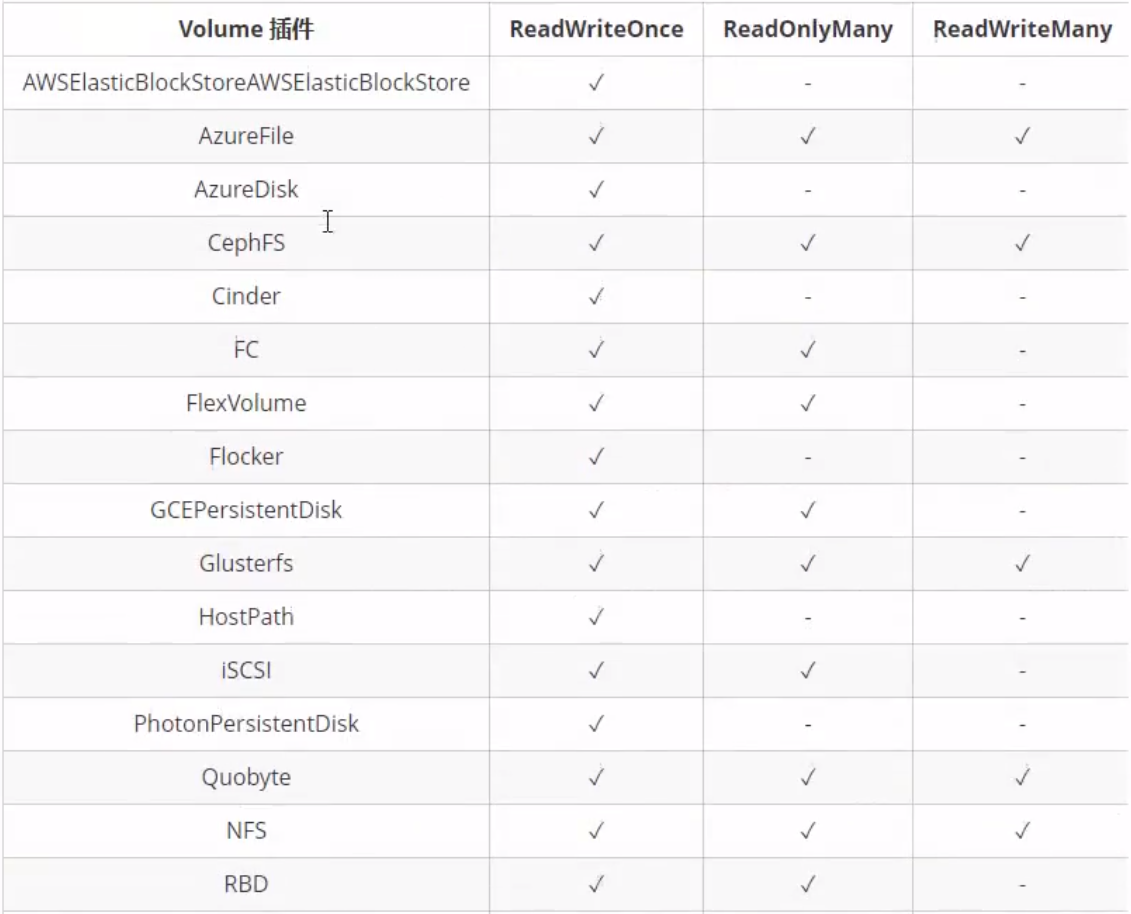 Volume 插件 ReadWriteOnce ReadOnlyMany ReadWriteMany
AWSElasticBlockStoreAWSElasticBlockStore ✓ - -
AzureFile ✓ ✓ ✓
AzureDisk ✓ - -
CephFS ✓ ✓ ✓
Cinder ✓ - -
FC ✓ ✓ -
FlexVolume ✓ ✓ -
Flocker ✓ - -
GCEPersistentDisk ✓ ✓ -
Glusterfs ✓ ✓ ✓
HostPath ✓ - -
iSCSI ✓ ✓ -
PhotonPersistentDisk ✓ - -
Quobyte ✓ ✓ ✓
NFS ✓ ✓ ✓
RBD ✓ ✓ -